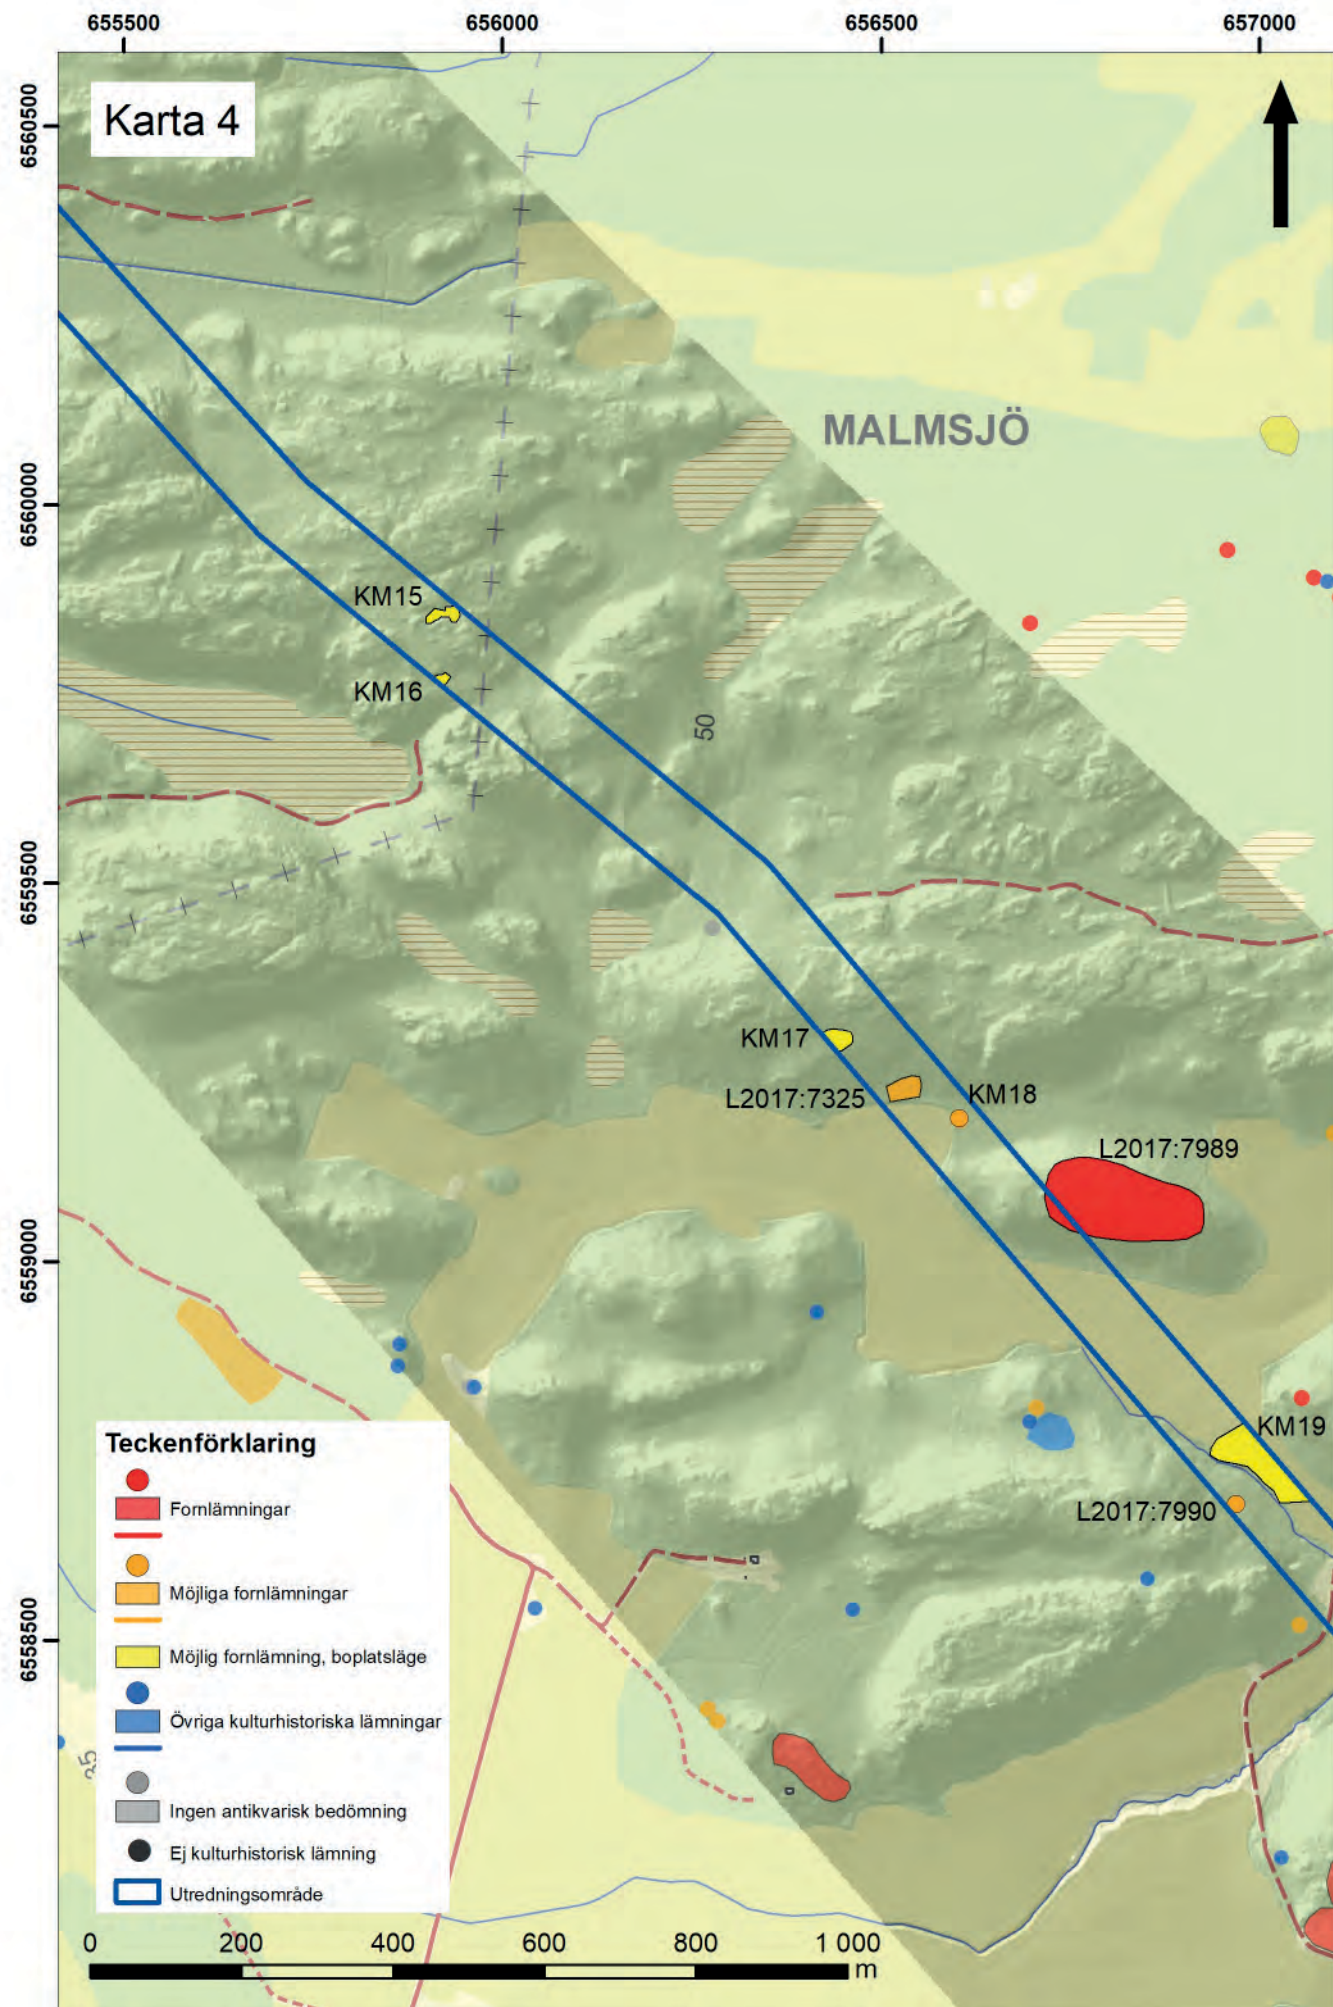 655500
656000
656500
657000
6560500
Karta 4
MALMSJÖ
6560000
KM15
KM16
50
6559500
KM17
L2017:7325
KM18
L2017:7989
6559000
KM19
L2017:7990
6558500
35
Teckenförklaring
Fornlämningar
Möjliga fornlämningar
Möjlig fornlämning, boplatsläge
Övriga kulturhistoriska lämningar
Ingen antikvarisk bedömning
Ej kulturhistorisk lämning
Utredningsområde
0 200 400 600 800 1 000
m